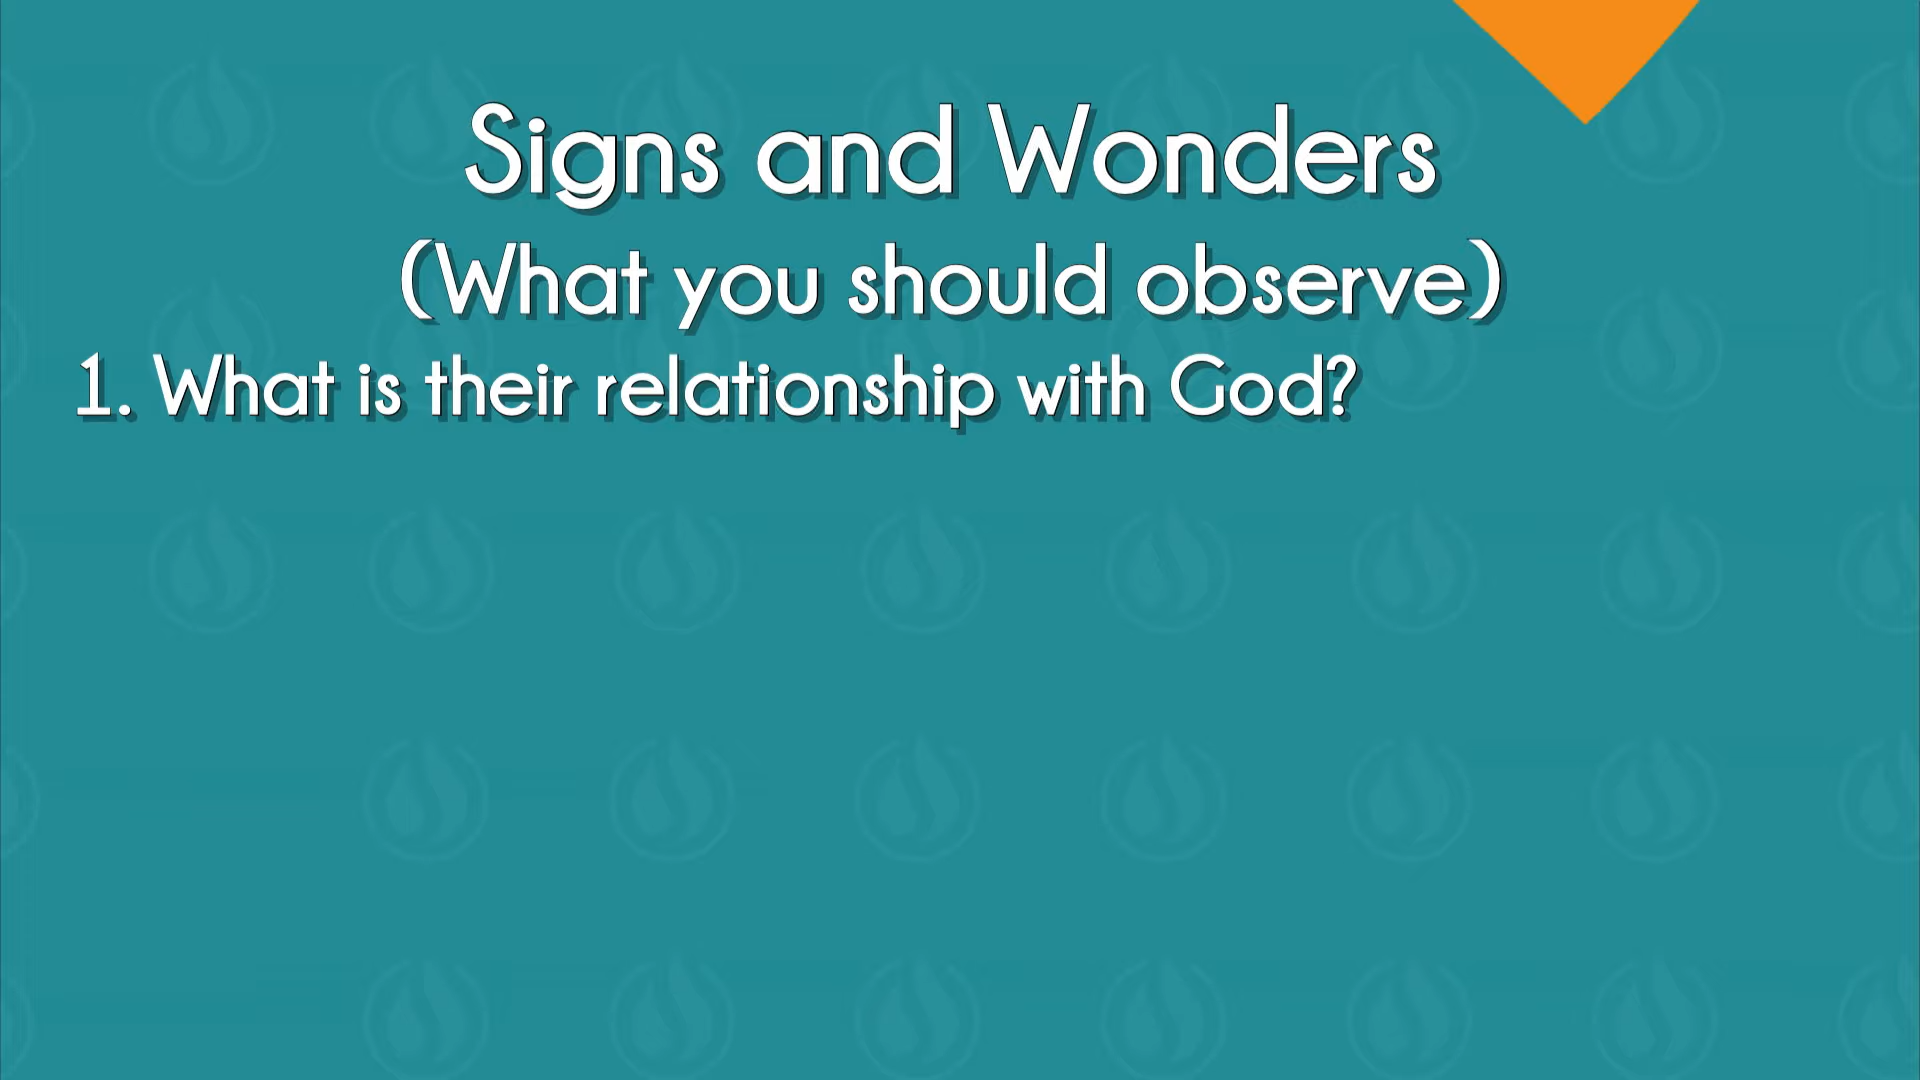 Signs and Wonders
(What you should observe)
1. What is their relationship with God?